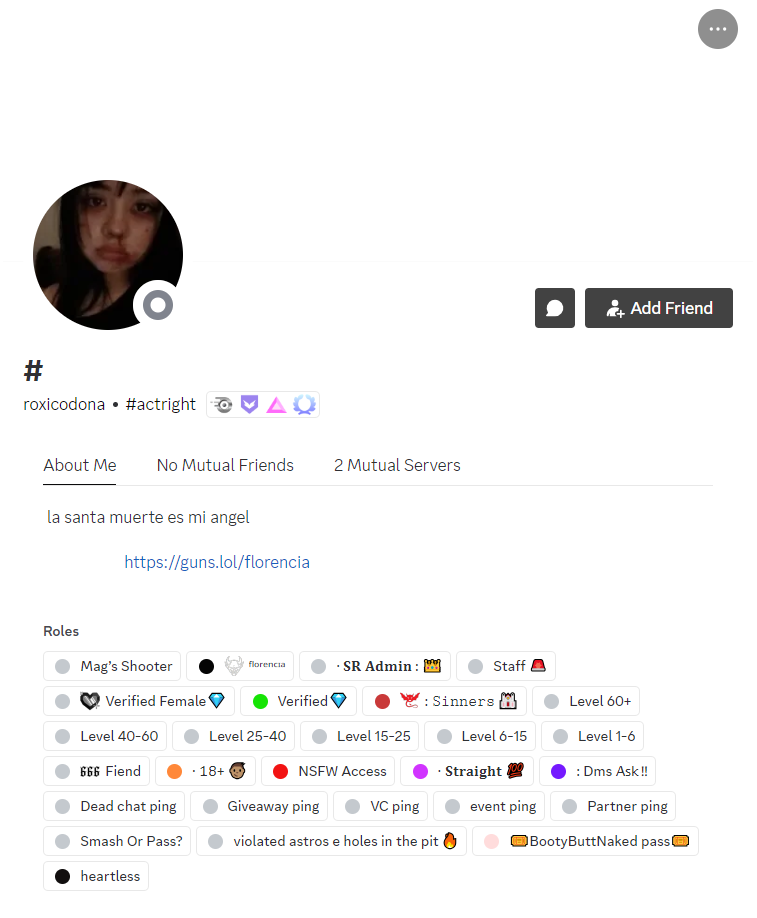 Add Friend
#
roxicodona • #actright
About Me No Mutual Friends 2 Mutual Servers
la santa muerte es mi angel
https://guns.lol/florencia
Roles
Mag's Shooter florencia · 𝐒𝐑 𝐀𝐝𝐦𝐢𝐧 : 👑 Staff 🚨
Verified Female💎 Verified💎 : 𝚂𝚒𝚗𝚗𝚎𝚛𝚜 Level 60+
Level 40-60 Level 25-40 Level 15-25 Level 6-15 Level 1-6
𝟔𝟔𝟔 Fiend · 18+ NSFW Access · 𝐒𝐭𝐫𝐚𝐢𝐠𝐡𝐭 💯 : Dms Ask ‼
Dead chat ping Giveaway ping VC ping event ping Partner ping
Smash Or Pass? violated astros e holes in the pit 🔥 🎫BootyButtNaked pass🎫
heartless